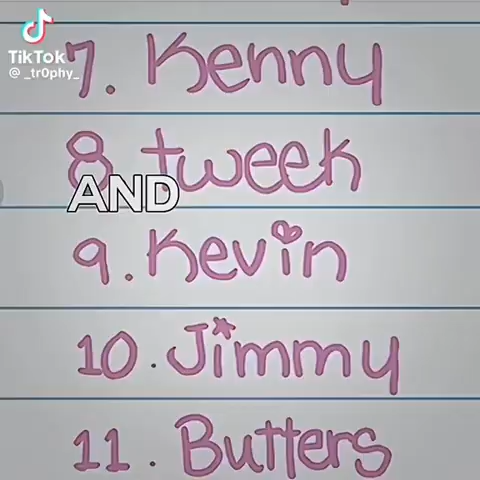 TikTok
@_tr0phy_
7. Kenny
8. tweek
AND
9. Kevin
10. Jimmy
11. Butters